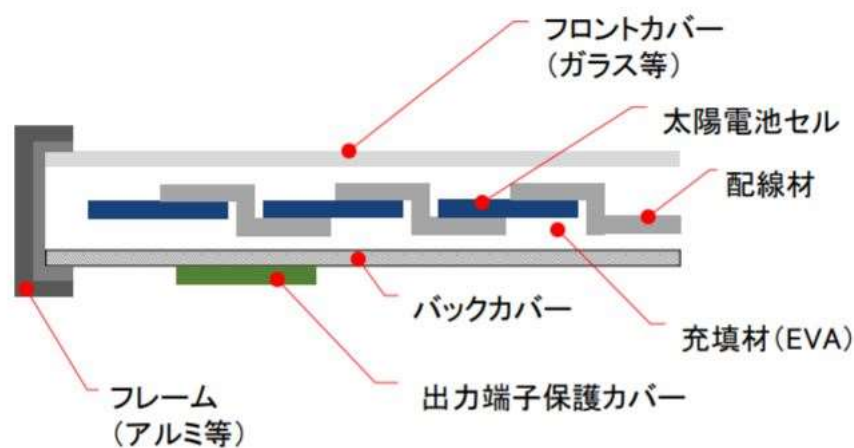 フロントカバー
(ガラス等)
太陽電池セル
配線材
バックカバー
充填材(EVA)
出力端子保護カバー
フレーム
(アルミ等)